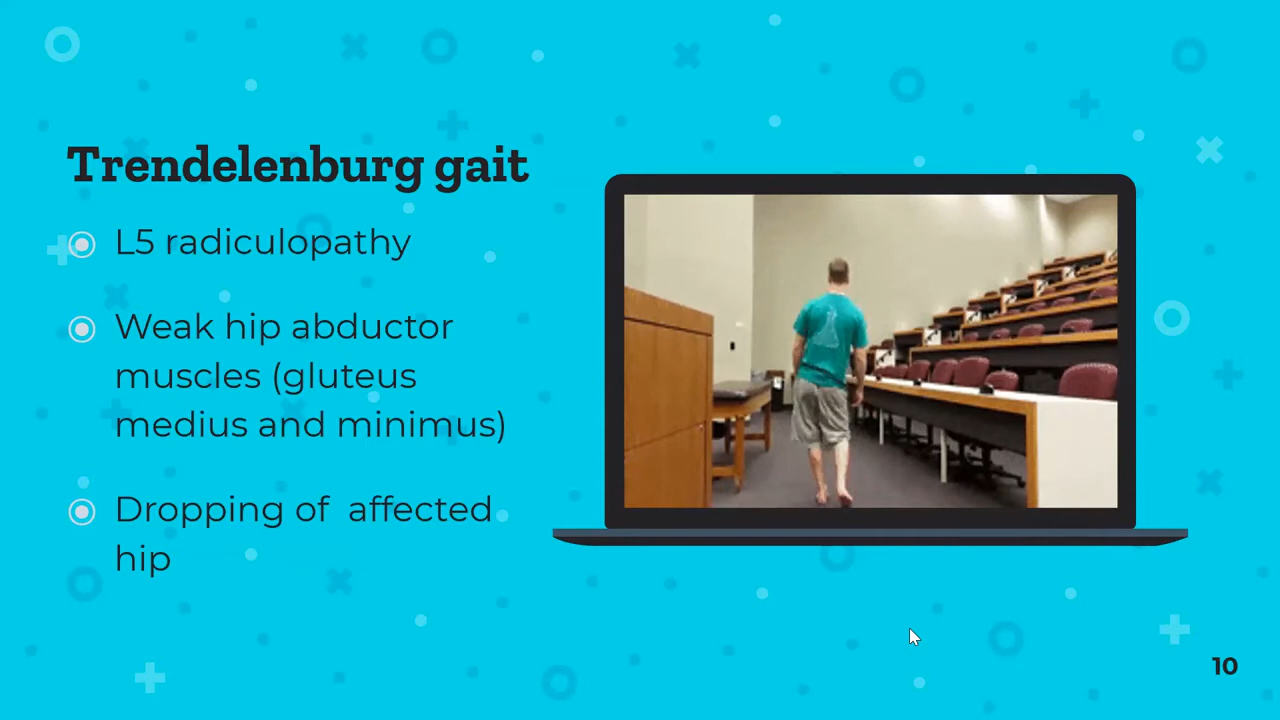 Trendelenburg gait
L5 radiculopathy
Weak hip abductor
muscles (gluteus
medius and minimus)
Dropping of  affected
hip
10